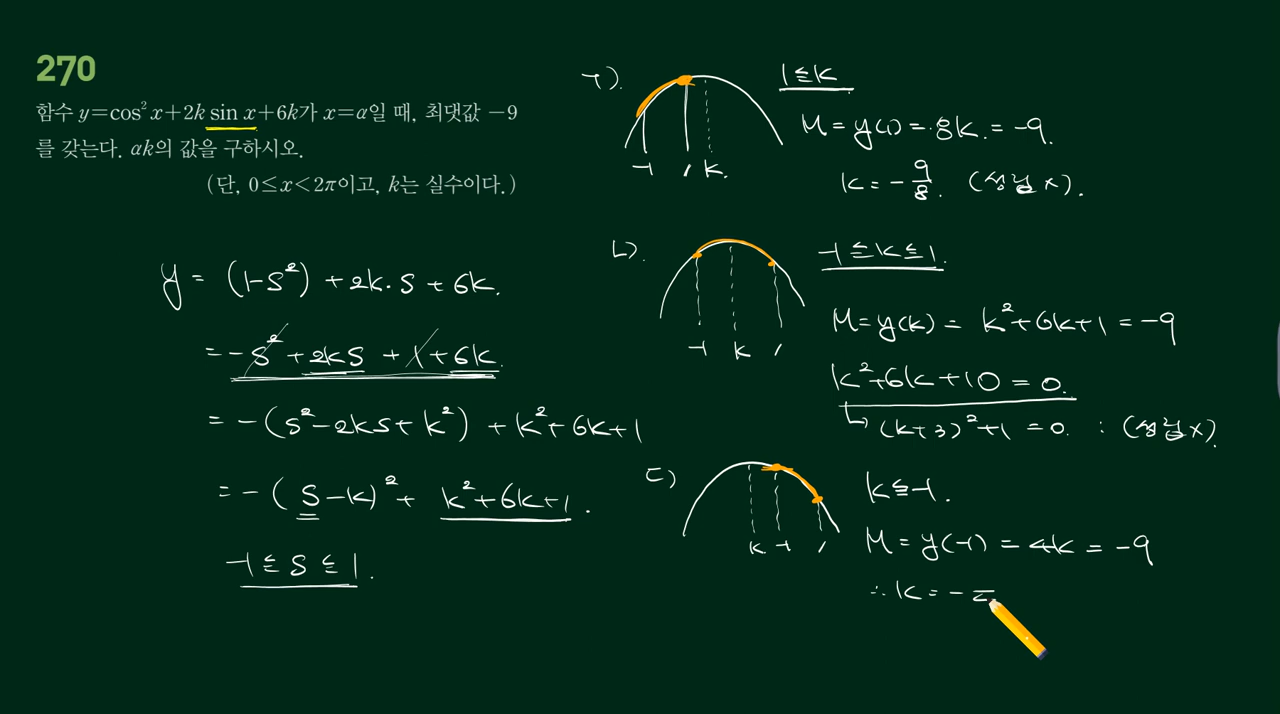 270
함수 y=cos²x+2k sin x+6k가 x=α일 때, 최댓값 −9
를 갖는다. αk의 값을 구하시오.
(단, 0≤x<2π이고, k는 실수이다.)
y = (1-s²) + 2k·s + 6k.
= -s² + 2ks + 1 + 6k.
= -(s²-2ks+k²) + k²+6k+1
= -(s-k)² + k²+6k+1.
-1 ≦ s ≦ 1.
ㄱ).
-1 1 k.
1≦k
M = y(1) = 8k = -9.
k = -9/8. (성립 x).
ㄴ).
-1 k 1
-1 ≦ k ≦ 1.
M = y(k) = k²+6k+1 = -9
k²+6k+10 = 0.
↳ (k+3)²+1 = 0. : (성립x).
ㄷ)
k -1 1
k ≦ -1.
M = y(-1) = 4k = -9
∴ k = -